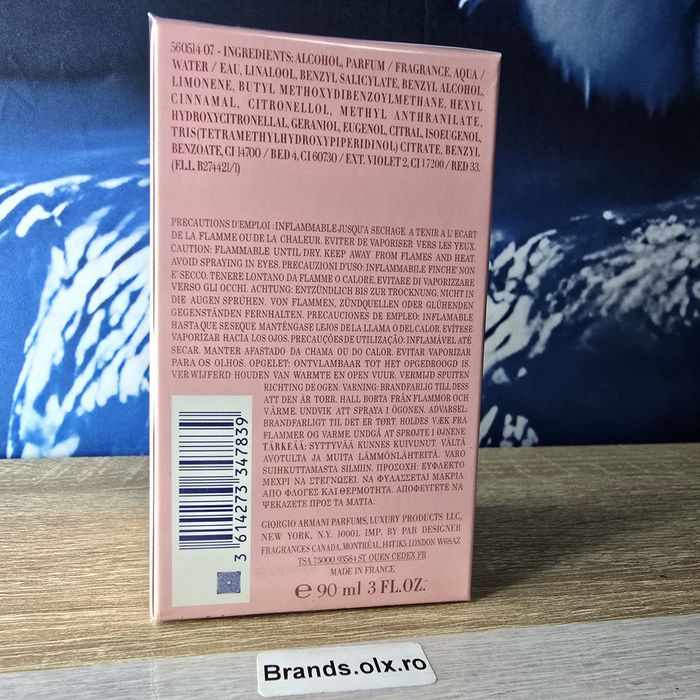 560514 07 - INGREDIENTS: ALCOHOL, PARFUM / FRAGRANCE, AQUA /
WATER / EAU, LINALOOL, BENZYL SALICYLATE, BENZYL ALCOHOL,
LIMONENE, BUTYL METHOXYDIBENZOYLMETHANE, HEXYL
CINNAMAL, CITRONELLOL, METHYL ANTHRANILATE,
HYDROXYCITRONELLAL, GERANIOL, EUGENOL, CITRAL, ISOEUGENOL,
TRIS(TETRAMETHYLHYDROXYPIPERIDINOL) CITRATE, BENZYL
BENZOATE, CI 14700 / RED 4, CI 60730 / EXT. VIOLET 2, CI 17200 / RED 33.
(F.I.L. B274421/1)
PRECAUTIONS D'EMPLOI : INFLAMMABLE JUSQU'A SECHAGE. A TENIR A L' ECART
DE LA FLAMME OU DE LA CHALEUR. EVITER DE VAPORISER VERS LES YEUX.
CAUTION: FLAMMABLE UNTIL DRY. KEEP AWAY FROM FLAMES AND HEAT.
AVOID SPRAYING IN EYES. PRECAUZIONI D'USO: INFIAMMABILE FINCHE' NON
E' SECCO. TENERE LONTANO DA FLAMME O CALORE. EVITARE DI VAPORIZZARE
VERSO GLI OCCHI. ACHTUNG: ENTZÜNDLICH BIS ZUR TROCKNUNG. NICHT IN
DIE AUGEN SPRÜHEN. VON FLAMMEN, ZÜNDQUELLEN ODER GLÜHENDEN
GEGENSTÄNDEN FERNHALTEN. PRECAUCIONES DE EMPLEO: INFLAMABLE
HASTA QUE SE SEQUE MANTÉNGASE LEJOS DE LA LLAMA O DEL CALOR. EVÍTESE
VAPORIZAR HACIA LOS OJOS. PRECAUÇÕES DE UTILIZAÇÃO: INFLAMÁVEL ATÉ
SECAR. MANTER AFASTADO DA CHAMA OU DO CALOR. EVITAR VAPORIZAR
PARA OS OLHOS. OPGELET: ONTVLAMBAAR TOT HET OPGEDROOGD IS.
VERWIJFERD HOUDEN VAN WARMTE EN OPEN VUUR. VERMIJD SPUITEN
RICHTING DE OGEN. VARNING: BRANDFARLIG TILL DESS
ATT DEN ÄR TORR. HÅLL BORTA FRÅN FLAMMOR OCH
VÄRME. UNDVIK ATT SPRAYA I ÖGONEN. ADVARSEL:
BRANDFARLIGT TIL DET ER TØRT. HOLDES VÆK FRA
FLAMMER OG VARME. UNDGÅ AT SPRØJTE I ØJNENE.
TÄRKEÄÄ: SYTTYVÄÄ KUNNES KUIVUNUT. VÄLTÄ
AVOTULTA JA MUITA LÄMMÖNLÄHTEITÄ. VARO
SUIHKUTTAMASTA SILMIIN. ΠΡΟΣΟΧΗ: ΕΥΦΛΕΚΤΟ
ΜΕΧΡΙ ΝΑ ΣΤΕΓΝΩΣΕΙ. ΝΑ ΦΥΛΑΣΣΕΤΑΙ ΜΑΚΡΙΑ
ΑΠΟ ΦΛΟΓΕΣ ΚΑΙ ΘΕΡΜΟΤΗΤΑ. ΑΠΟΦΕΥΓΕΤΕ ΝΑ
ΨΕΚΑΖΕΤΕ ΠΡΟΣ ΤΑ ΜΑΤΙΑ.
3 614273 347839
GIORGIO ARMANI PARFUMS, LUXURY PRODUCTS LLC,
NEW YORK, N.Y. 10001. IMP. BY PAR DESIGNER
FRAGRANCES CANADA, MONTRÉAL, H4T1K5. LONDON W68AZ
TSA 75000 93584 ST OUEN CEDEX FR
MADE IN FRANCE
e 90 ml 3 FL.OZ.
Brands.olx.ro